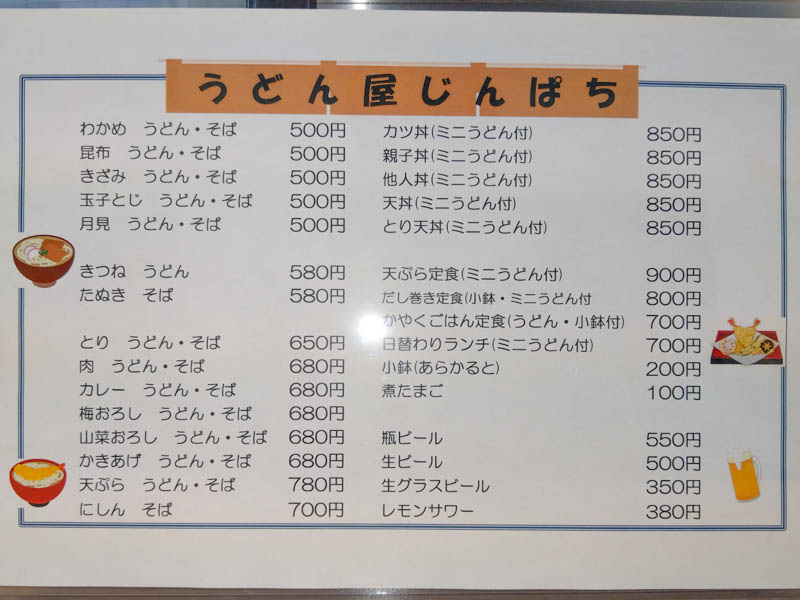 うどん屋じんぱち
わかめ　うどん・そば　500円
昆布　うどん・そば　500円
きざみ　うどん・そば　500円
玉子とじ　うどん・そば　500円
月見　うどん・そば　500円
きつね　うどん　580円
たぬき　そば　580円
とり　うどん・そば　650円
肉　うどん・そば　680円
カレー　うどん・そば　680円
梅おろし　うどん・そば　680円
山菜おろし　うどん・そば　680円
かきあげ　うどん・そば　680円
天ぷら　うどん・そば　780円
にしん　そば　700円
カツ丼(ミニうどん付)　850円
親子丼(ミニうどん付)　850円
他人丼(ミニうどん付)　850円
天丼(ミニうどん付)　850円
とり天丼(ミニうどん付)　850円
天ぷら定食(ミニうどん付)　900円
だし巻き定食(小鉢・ミニうどん付　800円
かやくごはん定食(うどん・小鉢付)　700円
日替わりランチ(ミニうどん付)　700円
小鉢(あらかると)　200円
煮たまご　100円
瓶ビール　550円
生ビール　500円
生グラスビール　350円
レモンサワー　380円